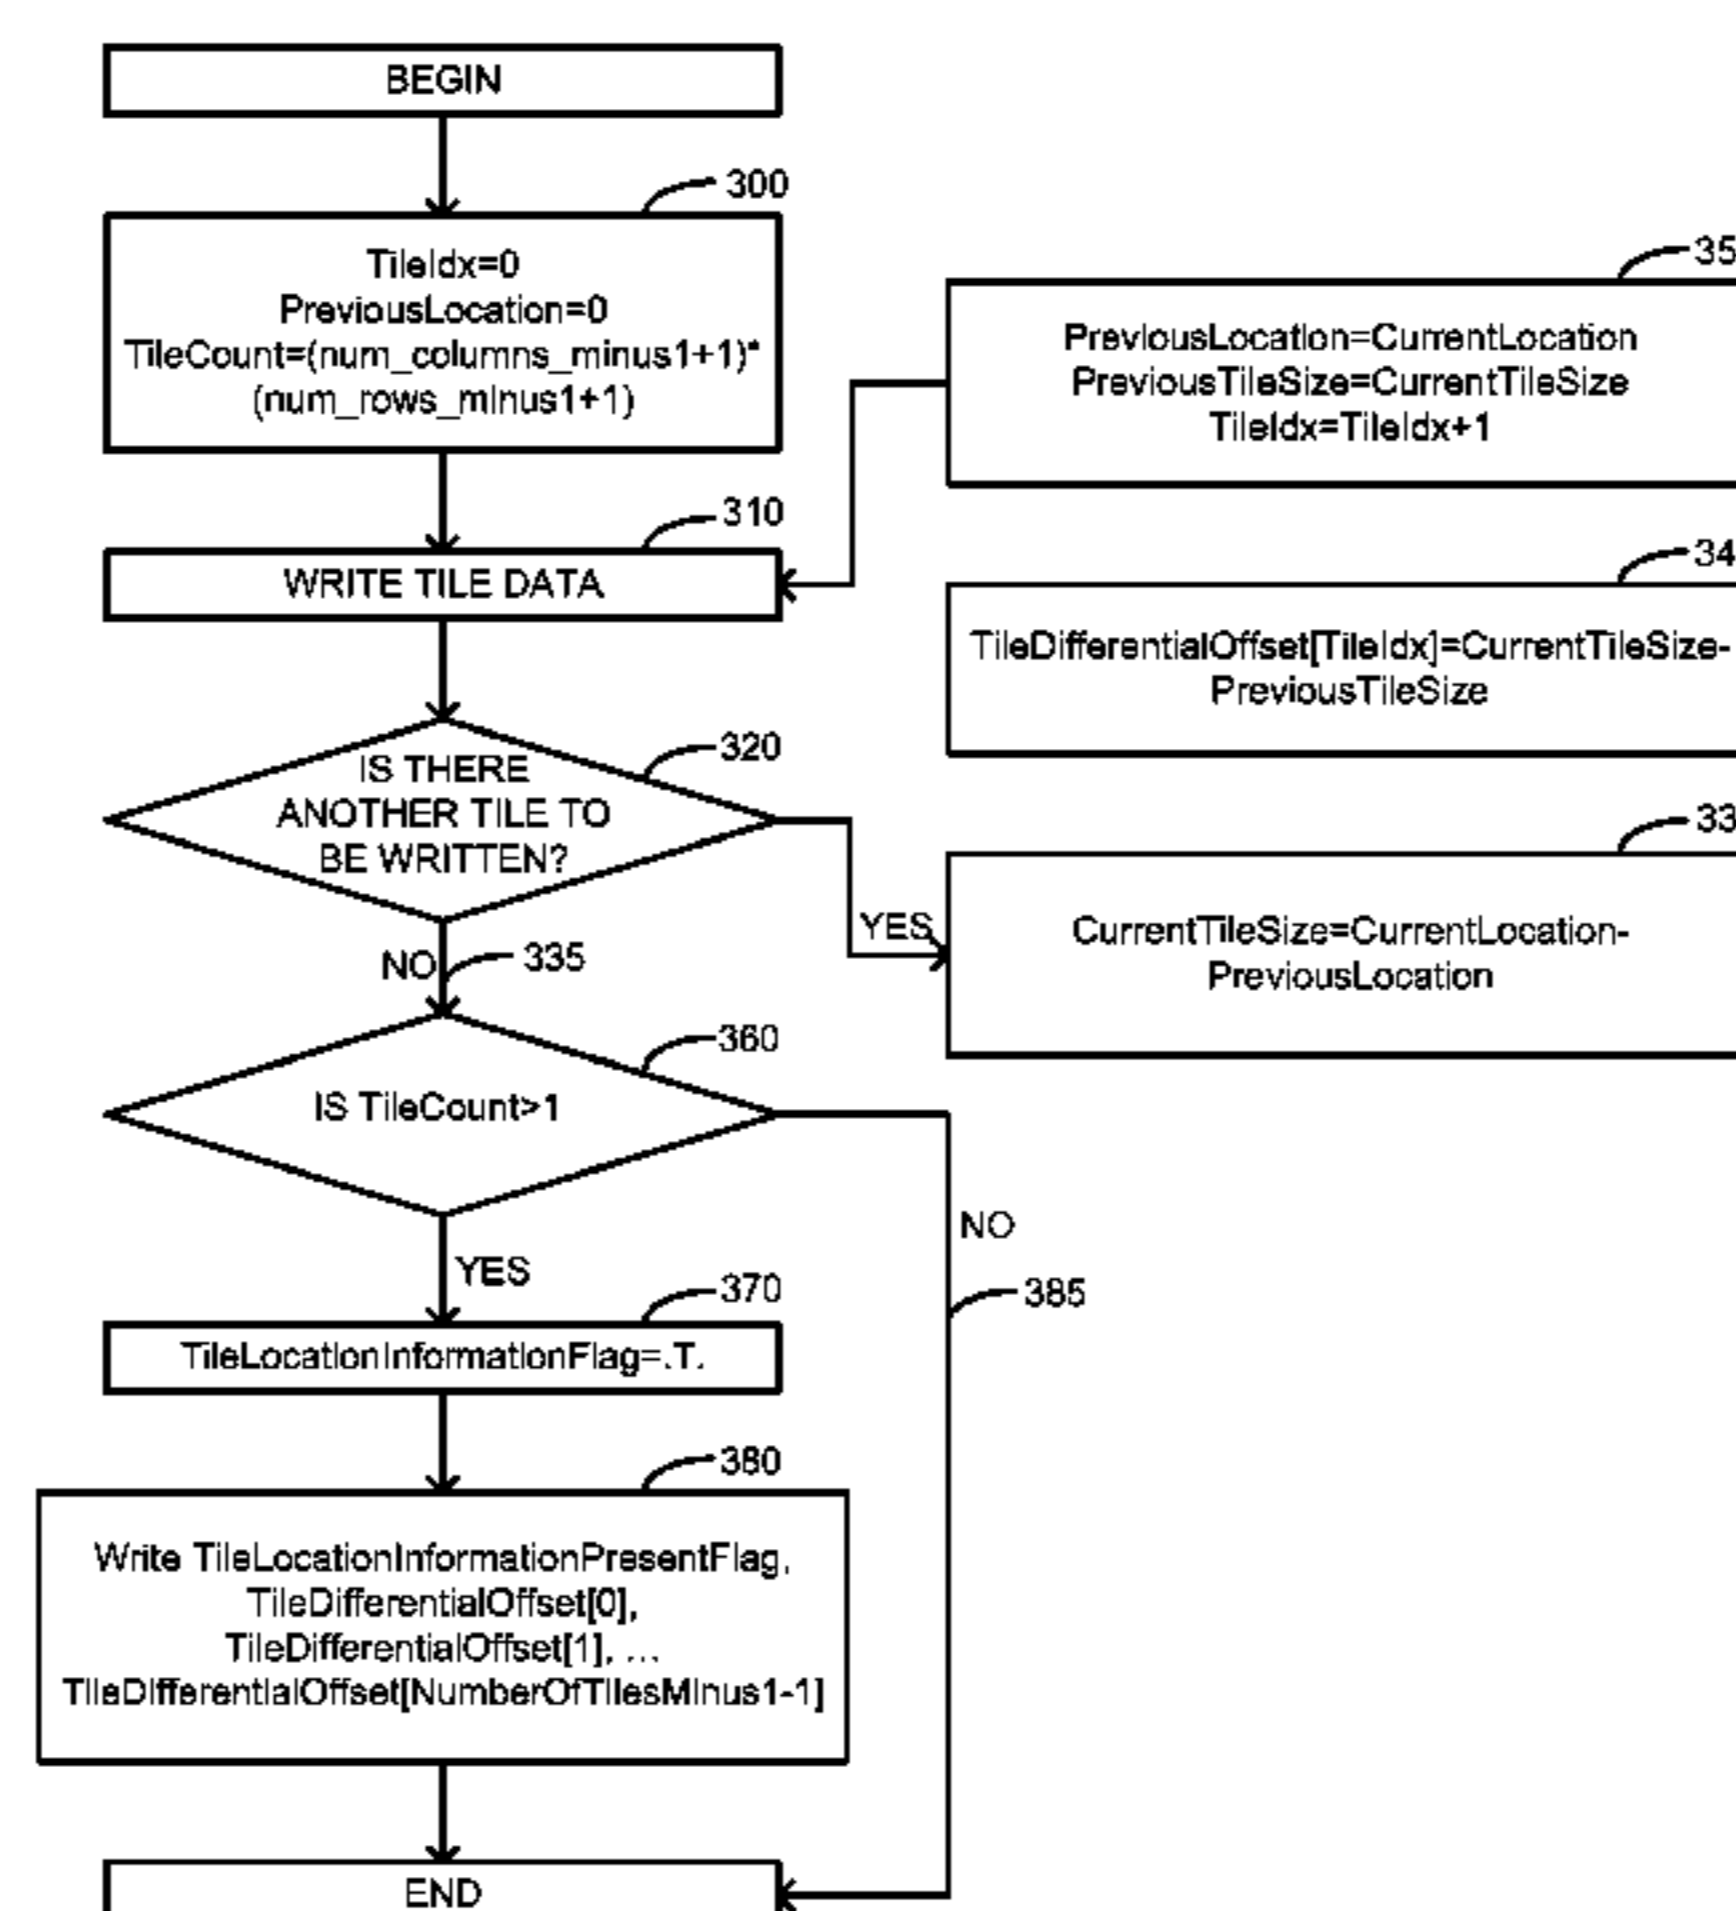 BEGIN
300
TileIdx=0
PreviousLocation=0
TileCount=(num_columns_minus1+1)*
(num_rows_minus1+1)
310
WRITE TILE DATA
320
IS THERE
ANOTHER TILE TO
BE WRITTEN?
YES
NO
335
360
IS TileCount>1
NO
385
YES
370
TileLocationInformationFlag=.T.
380
Write TileLocationInformationPresentFlag,
TileDifferentialOffset[0],
TileDifferentialOffset[1], ...
TileDifferentialOffset[NumberOfTilesMinus1-1]
END
35
PreviousLocation=CurrentLocation
PreviousTileSize=CurrentTileSize
TileIdx=TileIdx+1
34
TileDifferentialOffset[TileIdx]=CurrentTileSize-
PreviousTileSize
33
CurrentTileSize=CurrentLocation-
PreviousLocation